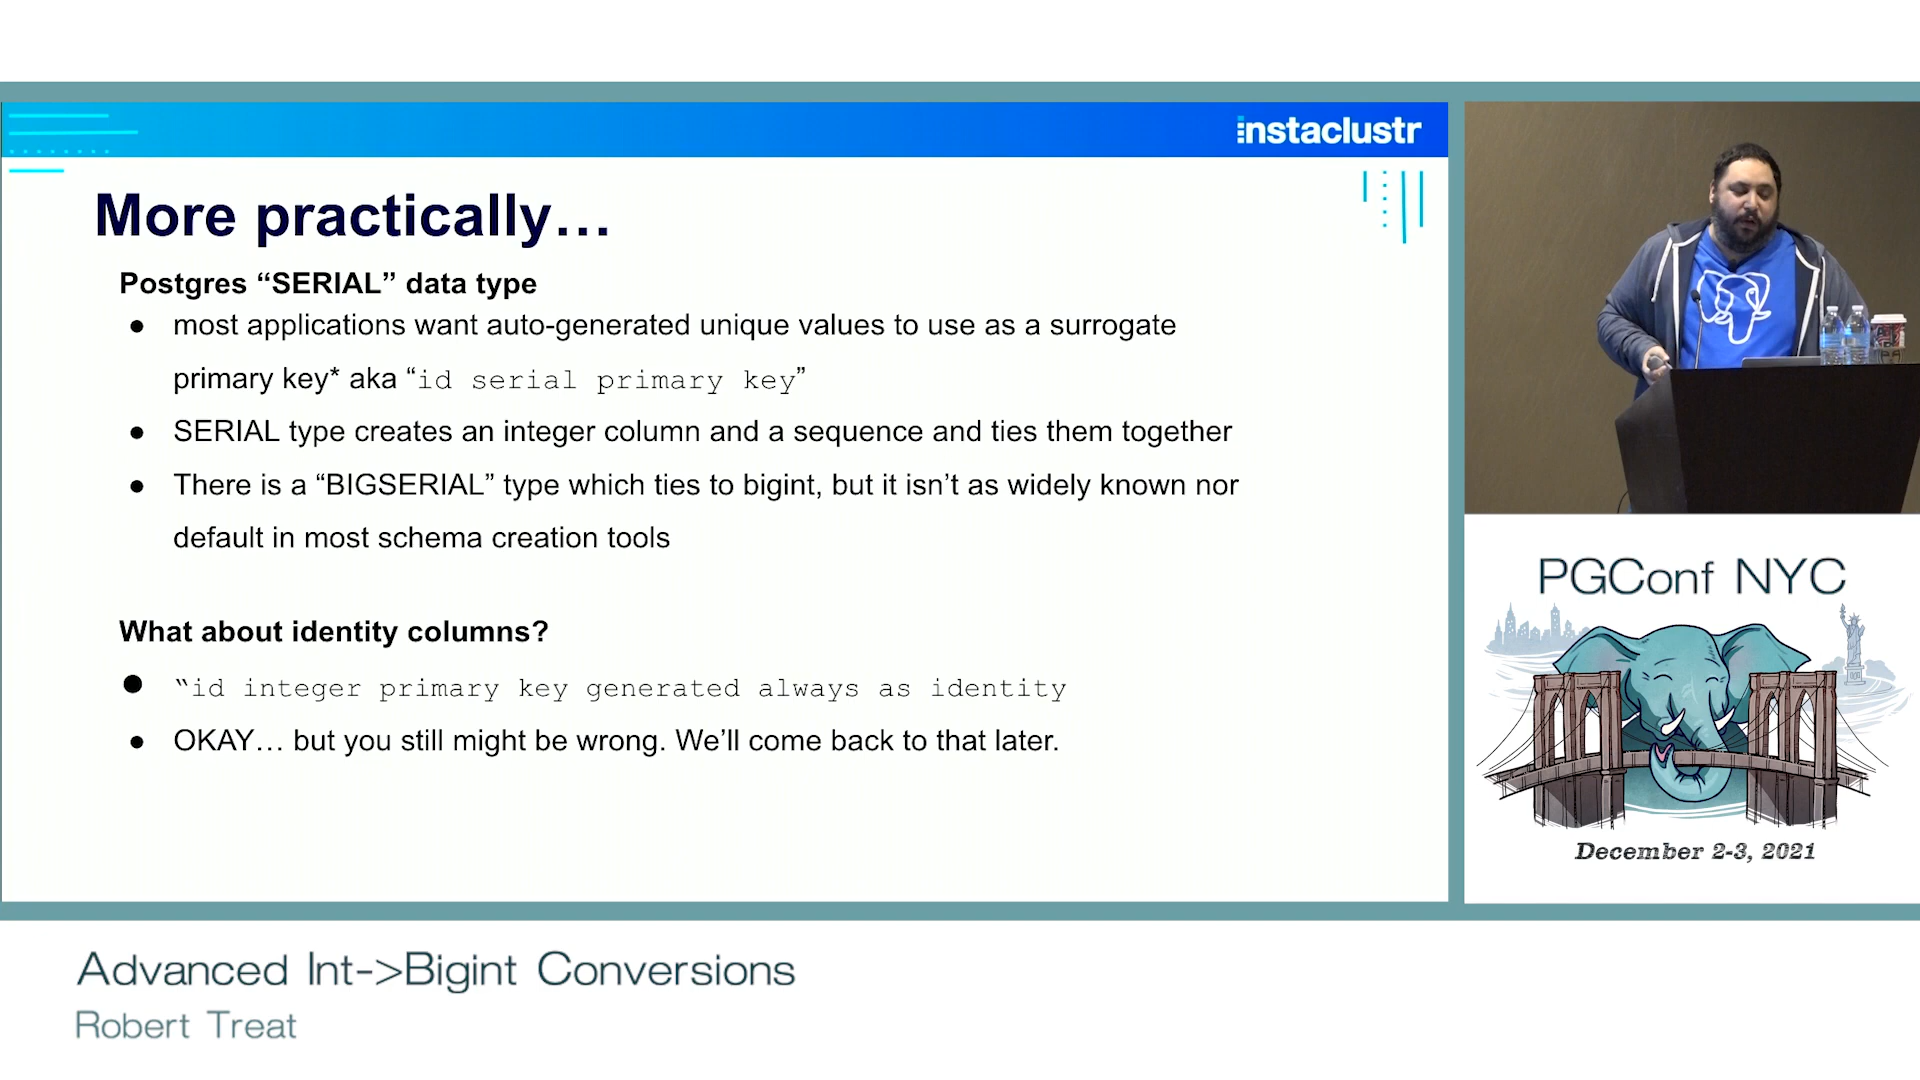 instaclustr
More practically…
Postgres “SERIAL” data type
● most applications want auto-generated unique values to use as a surrogate
primary key* aka “id serial primary key”
● SERIAL type creates an integer column and a sequence and ties them together
● There is a “BIGSERIAL” type which ties to bigint, but it isn’t as widely known nor
default in most schema creation tools
What about identity columns?
● “id integer primary key generated always as identity
● OKAY… but you still might be wrong. We’ll come back to that later.
PGConf NYC
December 2-3, 2021
Advanced Int->Bigint Conversions
Robert Treat